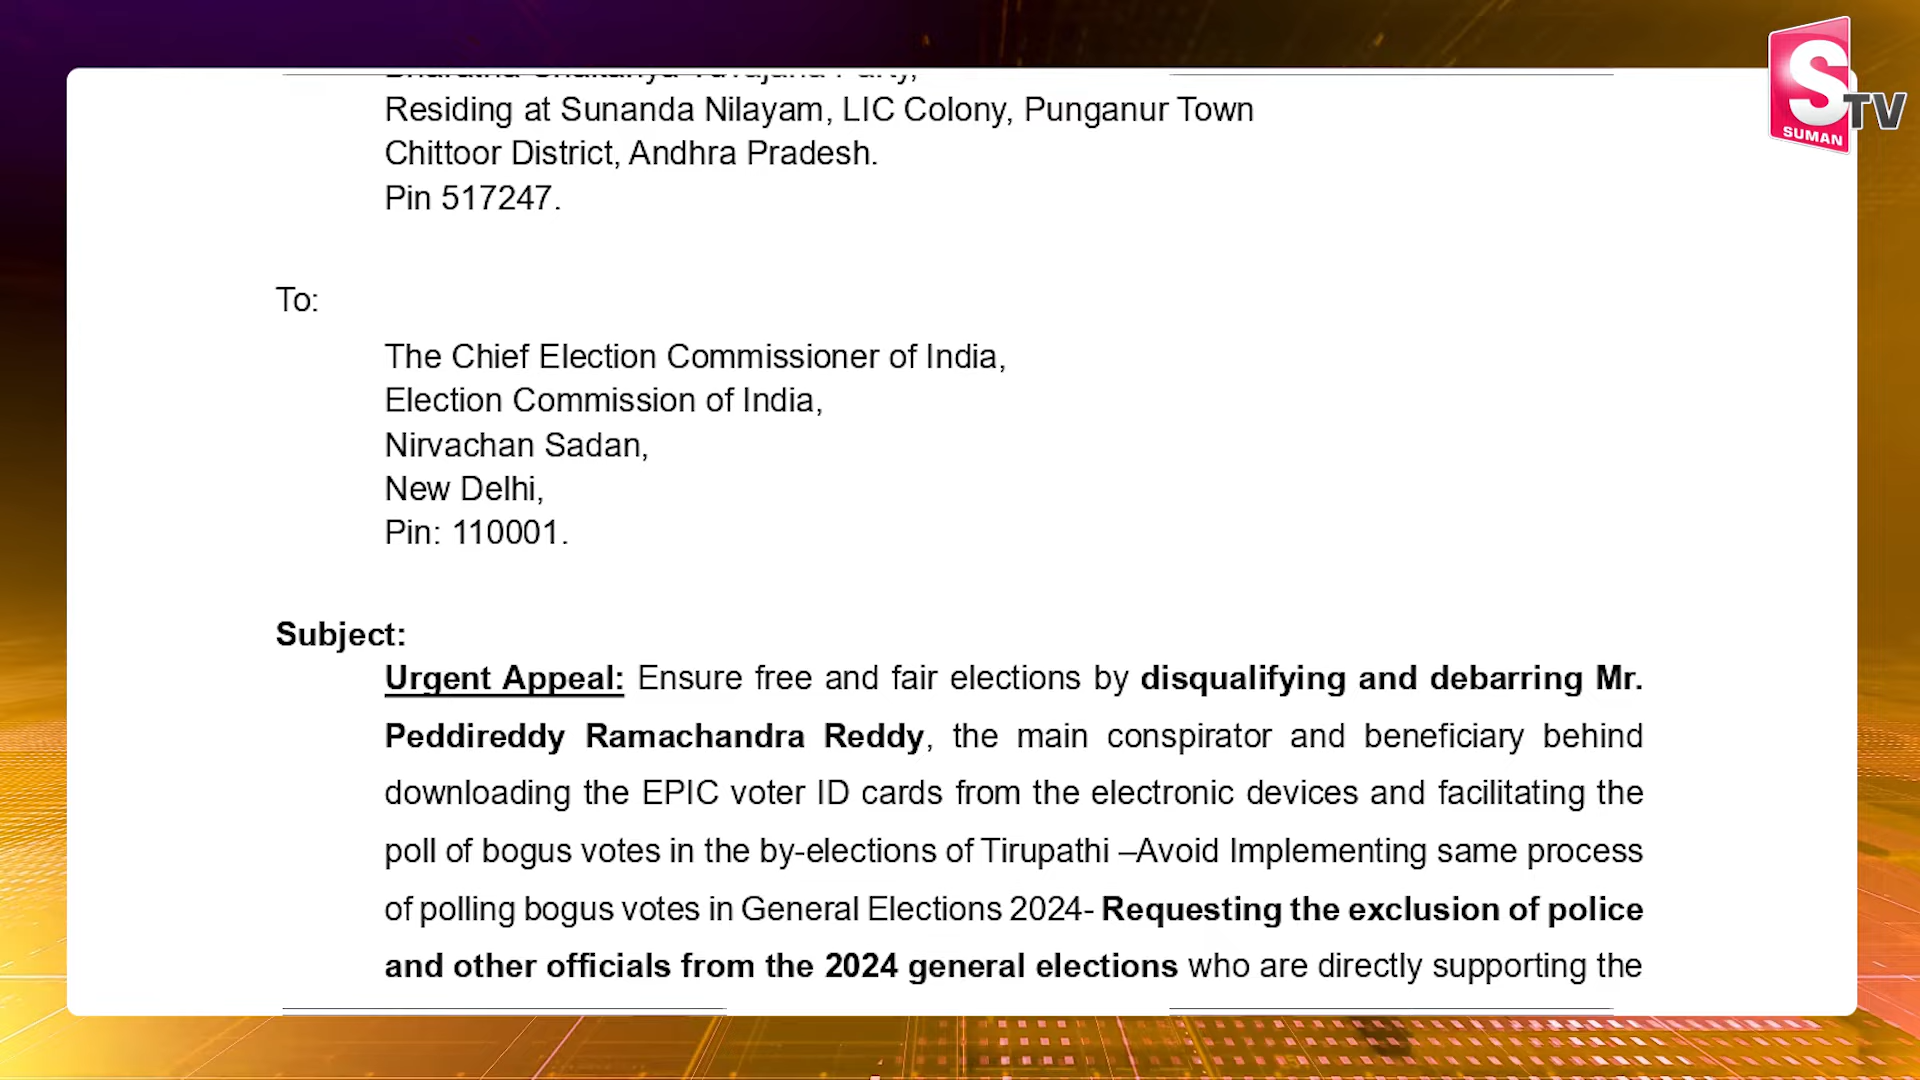 Bharatha Chaitanya Yuvajana Party,
Residing at Sunanda Nilayam, LIC Colony, Punganur Town
Chittoor District, Andhra Pradesh.
Pin 517247.
To:
The Chief Election Commissioner of India,
Election Commission of India,
Nirvachan Sadan,
New Delhi,
Pin: 110001.
Subject:
Urgent Appeal: Ensure free and fair elections by disqualifying and debarring Mr.
Peddireddy Ramachandra Reddy, the main conspirator and beneficiary behind
downloading the EPIC voter ID cards from the electronic devices and facilitating the
poll of bogus votes in the by-elections of Tirupathi –Avoid Implementing same process
of polling bogus votes in General Elections 2024- Requesting the exclusion of police
and other officials from the 2024 general elections who are directly supporting the
S TV
SUMAN